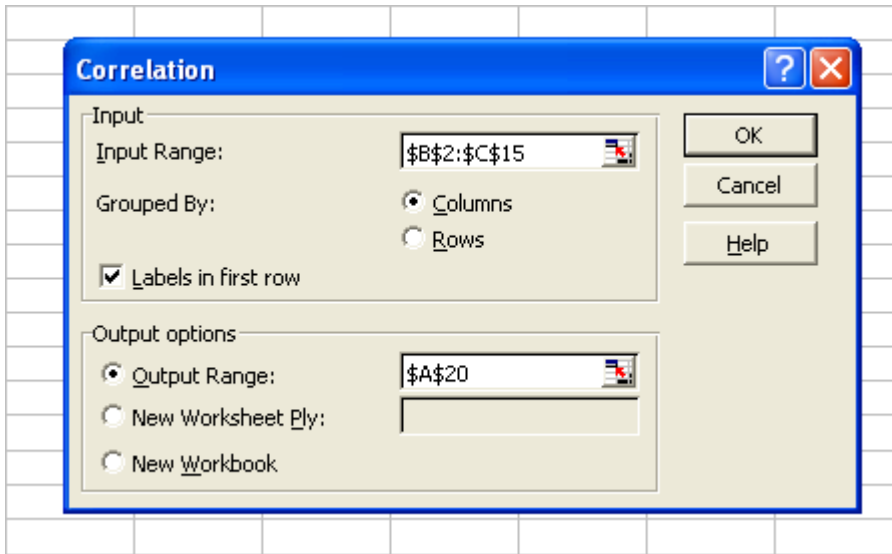 Correlation
Input
Input Range: $B$2:$C$15
Grouped By: Columns
Rows
Labels in first row
Output options
Output Range: $A$20
New Worksheet Ply:
New Workbook
OK
Cancel
Help